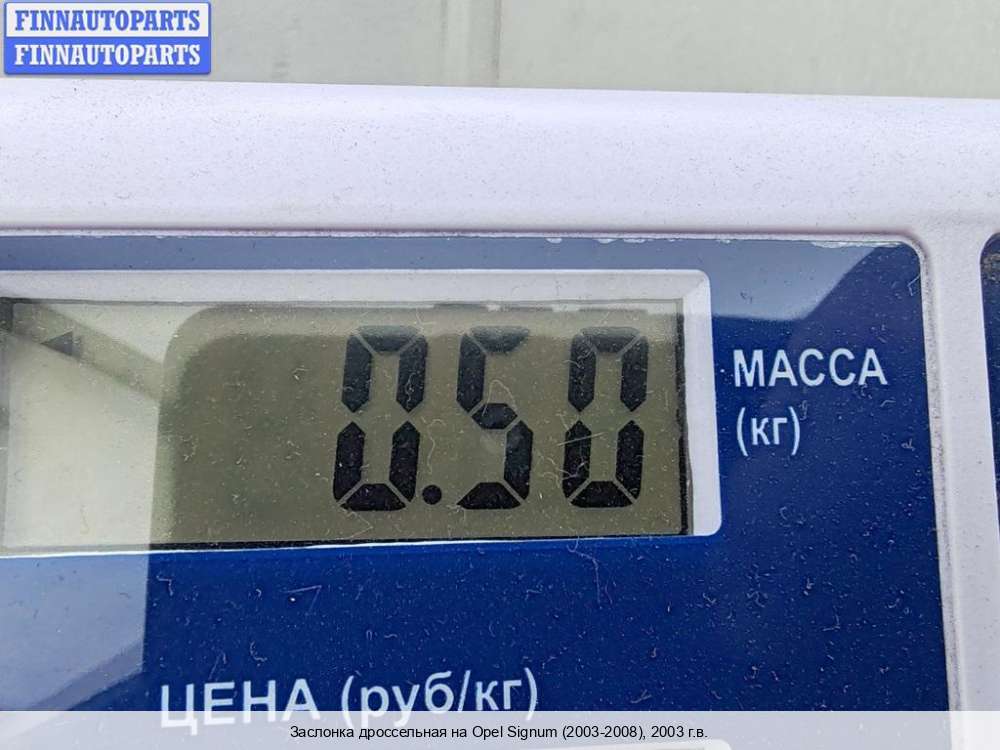 FINNAUTOPARTS
FINNAUTOPARTS
0.50
МАССА
(кг)
ЦЕНА (руб/кг)
Заслонка дроссельная на Opel Signum (2003-2008), 2003 г.в.